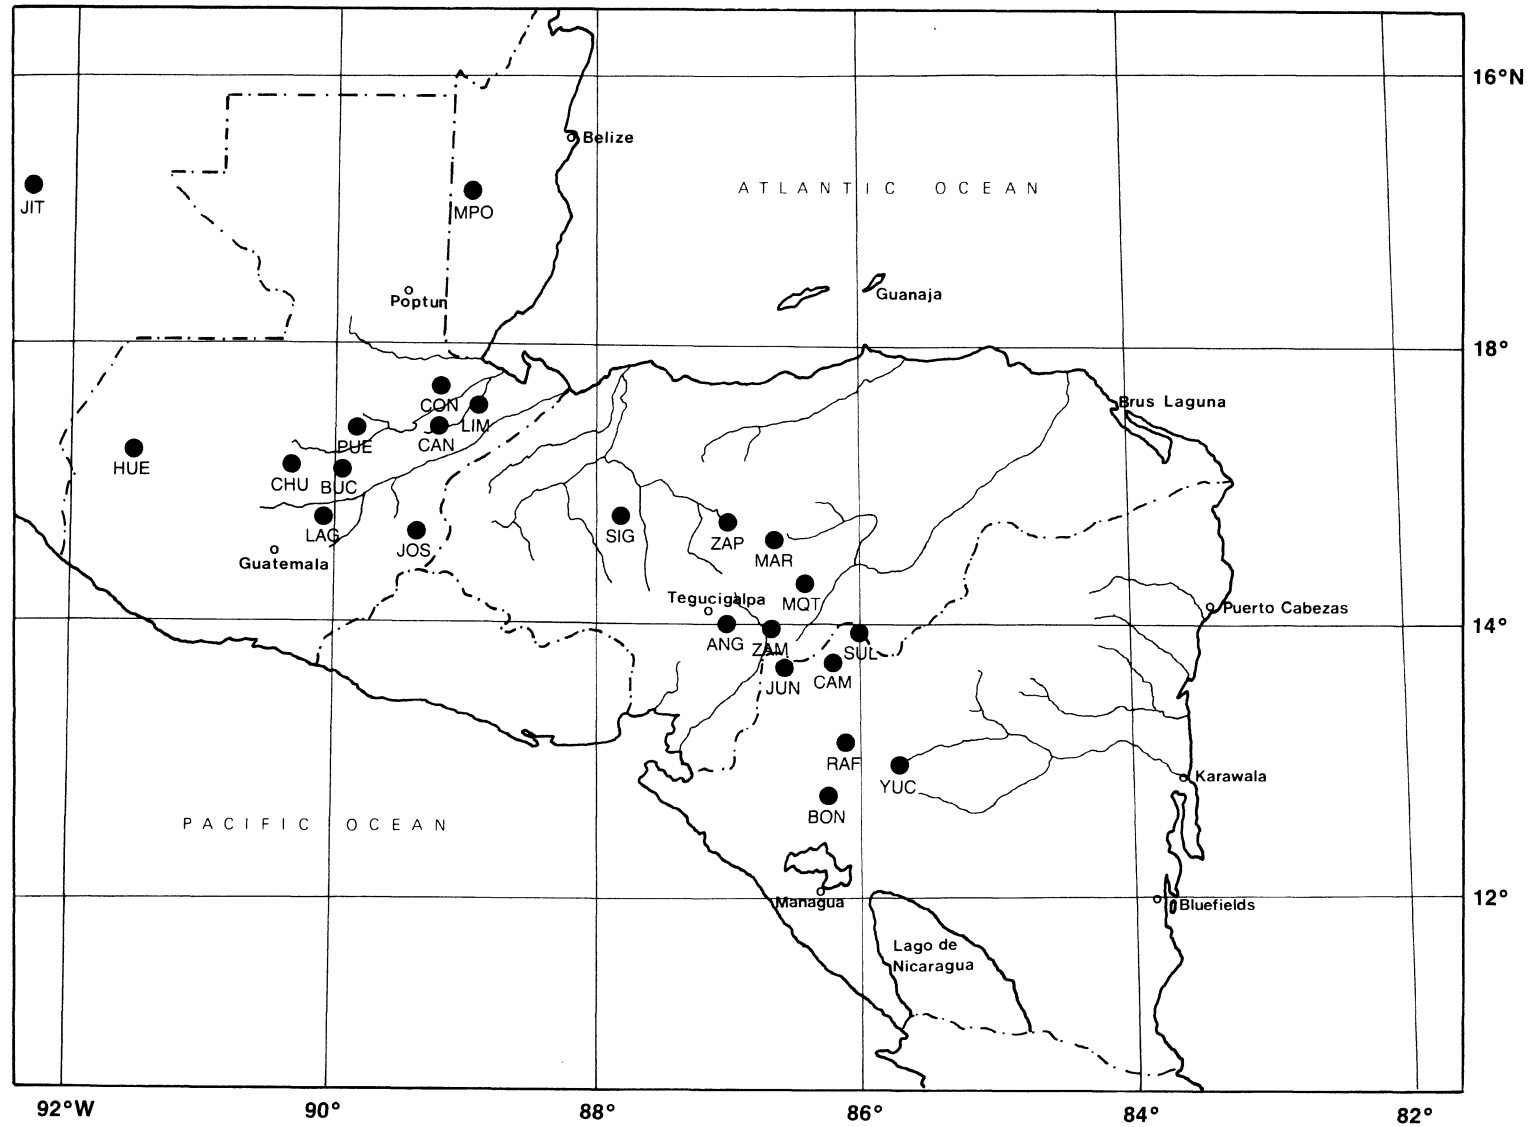 16°N
Belize
ATLANTIC OCEAN
JIT
MPO
Poptun
Guanaja
18°
CON
LIM
Brus Laguna
PUE
CAN
HUE
CHU
BUC
LAG
JOS
SIG
ZAP
MAR
Guatemala
Tegucigalpa
MQT
Puerto Cabezas
14°
ANG
ZAM
SUL
JUN
CAM
RAF
YUC
Karawala
BON
PACIFIC OCEAN
Managua
12°
Bluefields
Lago de
Nicaragua
92°W
90°
88°
86°
84°
82°